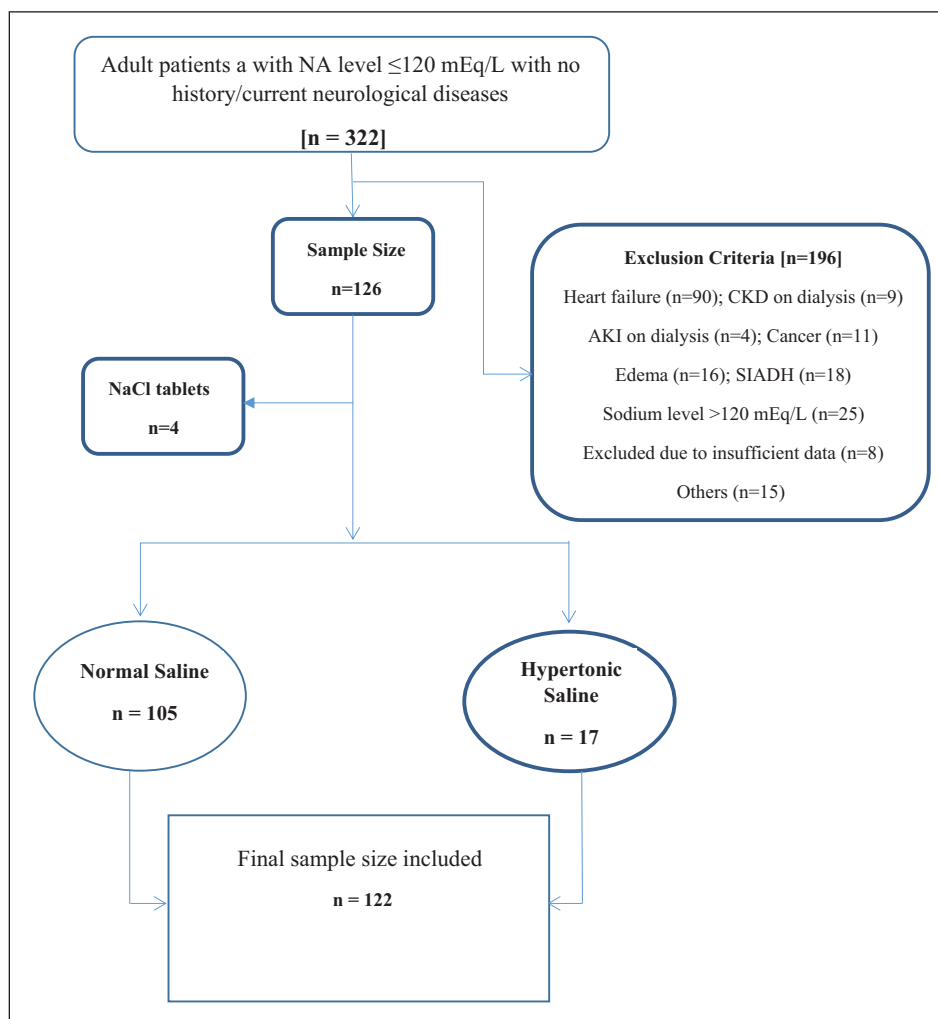 Adult patients a with NA level ≤120 mEq/L with no
history/current neurological diseases
[n = 322]
Sample Size
n=126
Exclusion Criteria [n=196]
Heart failure (n=90); CKD on dialysis (n=9)
AKI on dialysis (n=4); Cancer (n=11)
Edema (n=16); SIADH (n=18)
Sodium level >120 mEq/L (n=25)
Excluded due to insufficient data (n=8)
Others (n=15)
NaCl tablets
n=4
Normal Saline
n = 105
Hypertonic
Saline
n = 17
Final sample size included
n = 122